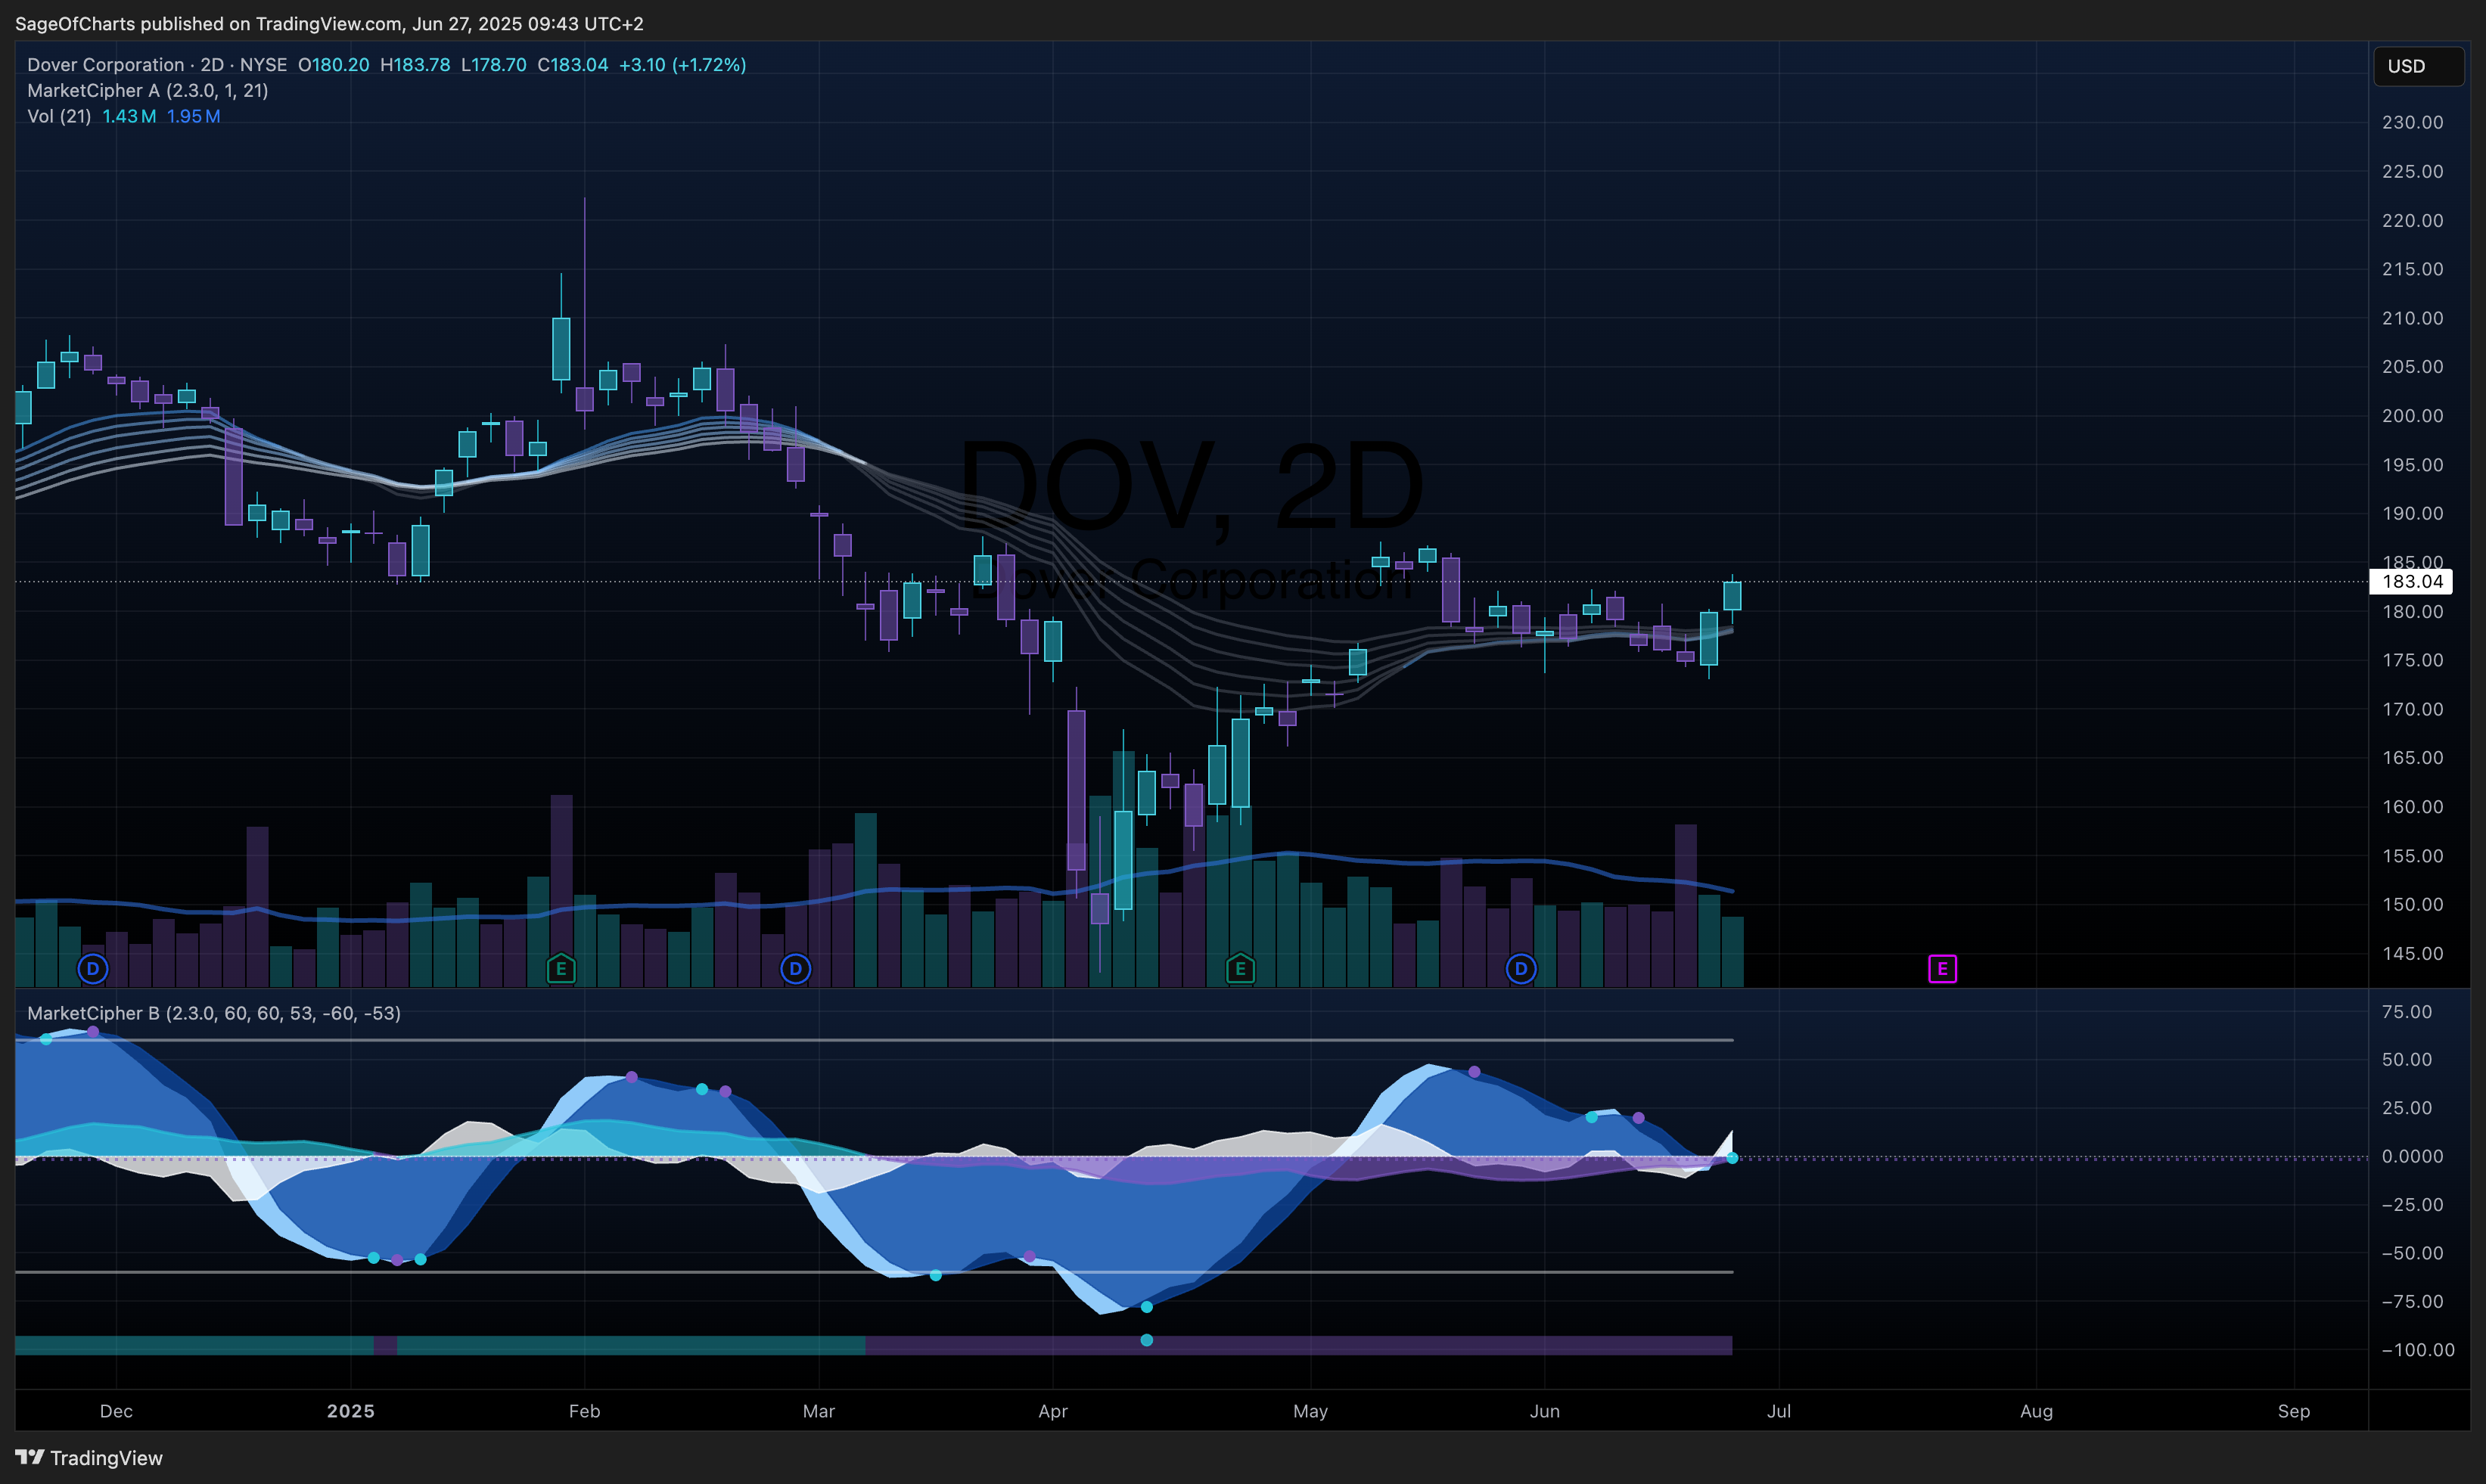 SageOfCharts published on TradingView.com, Jun 27, 2025 09:43 UTC+2
Dover Corporation · 2D · NYSE O180.20 H183.78 L178.70 C183.04 +3.10 (+1.72%)
MarketCipher A (2.3.0, 1, 21)
Vol (21) 1.43 M 1.95 M
USD
230.00
225.00
220.00
215.00
210.00
205.00
200.00
195.00
190.00
185.00
183.04
180.00
175.00
170.00
165.00
160.00
155.00
150.00
145.00
DOV, 2D
Dover Corporation
D E D E D E
MarketCipher B (2.3.0, 60, 60, 53, -60, -53)
75.00
50.00
25.00
0.0000
−25.00
−50.00
−75.00
−100.00
Dec 2025 Feb Mar Apr May Jun Jul Aug Sep
TradingView